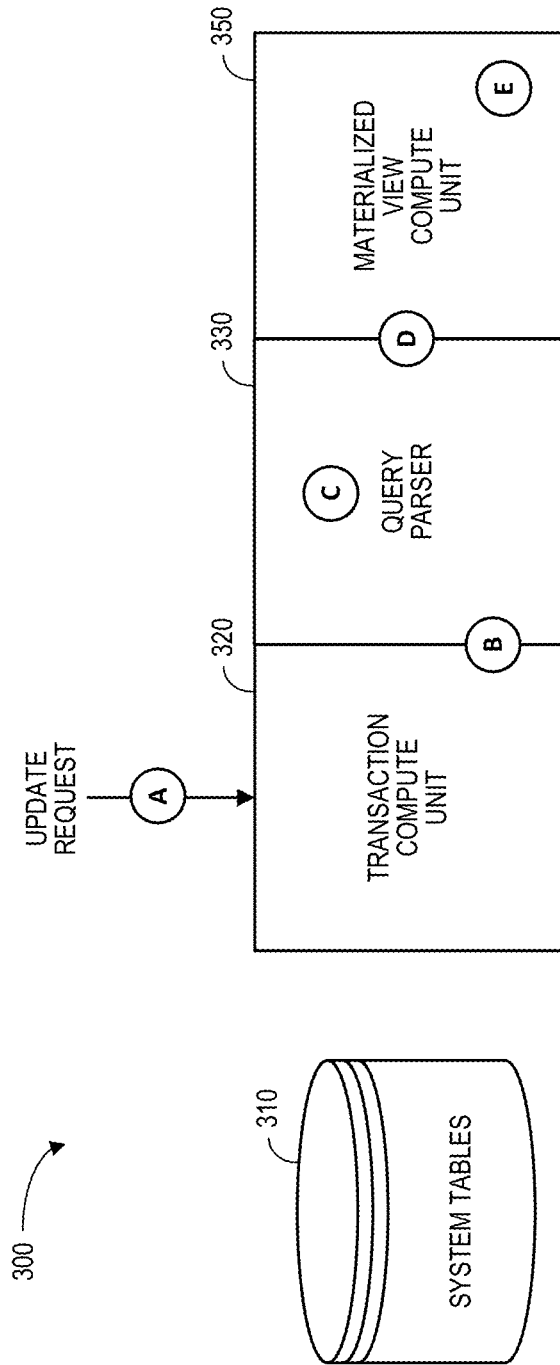 300
310
SYSTEM TABLES
UPDATE
REQUEST
A
320
TRANSACTION
COMPUTE
UNIT
B
330
C
QUERY
PARSER
D
350
MATERIALIZED
VIEW
COMPUTE
UNIT
E